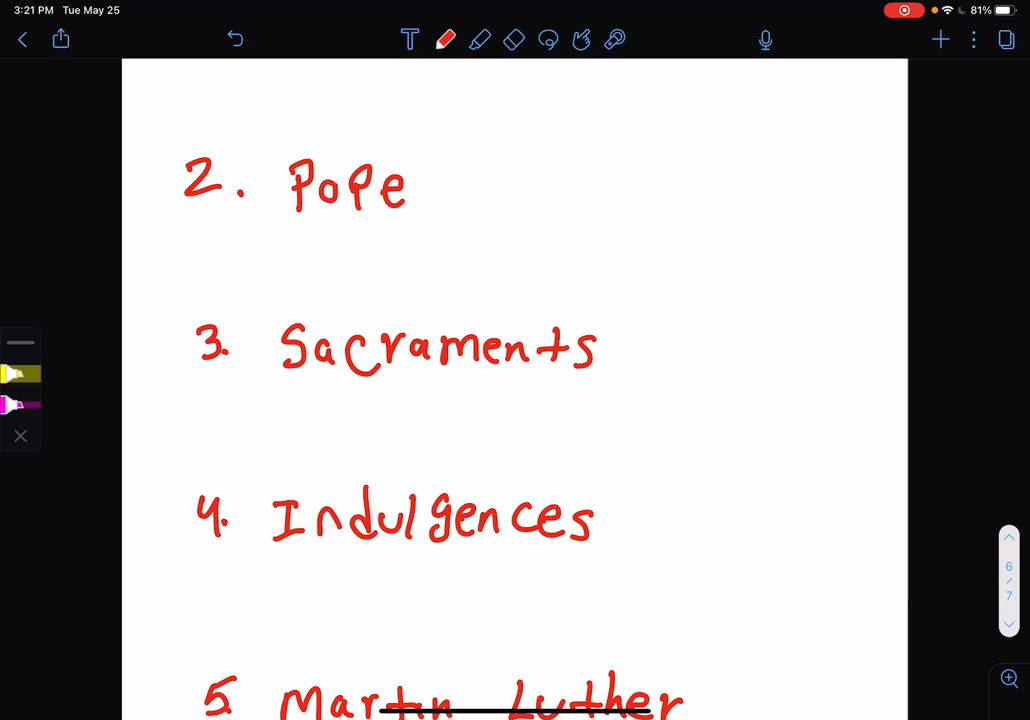 3:21 PM Tue May 25
81%
T
2. Pope
3. Sacraments
4. Indulgences
6
/
7
5. Martin Luther